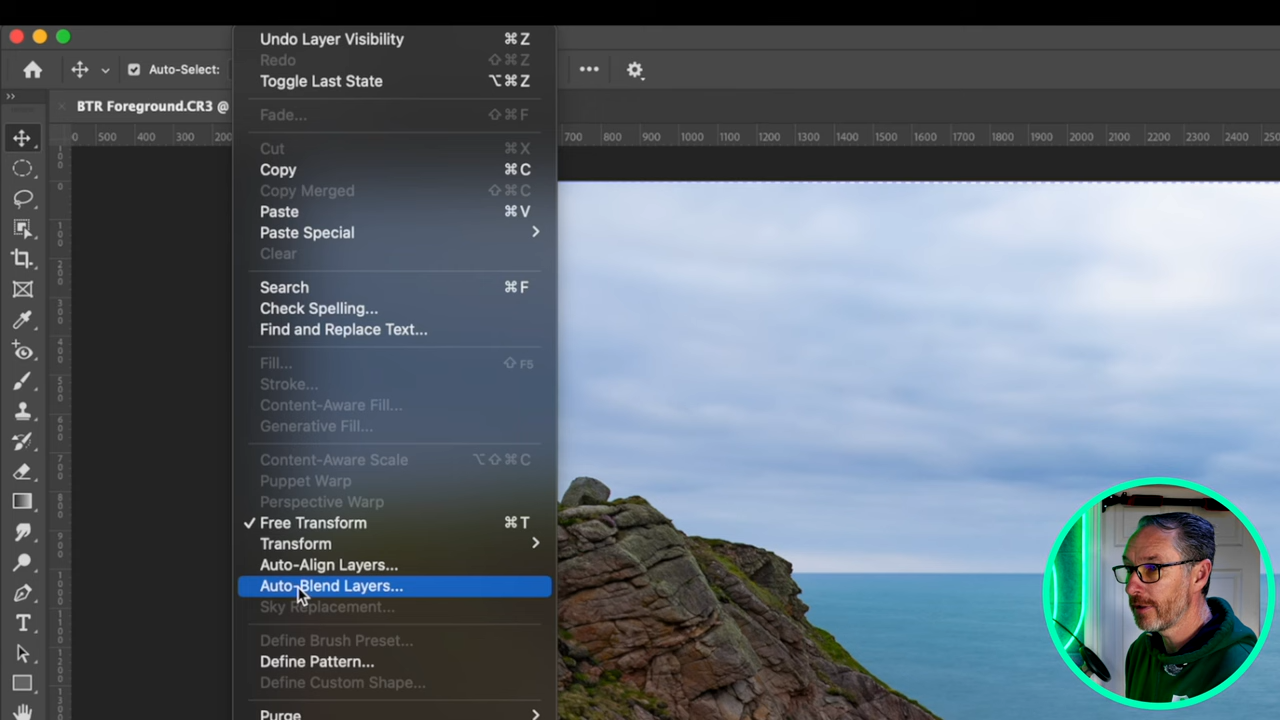 Undo Layer Visibility ⌘Z
Redo ⇧⌘Z
Toggle Last State ⌥⌘Z
Auto-Select:
BTR Foreground.CR3 @
0 500 400 300 200 700 800 900 1000 1100 1200 1300 1400 1500 1600 1700 1800 1900 2000 2100 2200 2300 2400 250
Fade... ⇧⌘F
Cut ⌘X
Copy ⌘C
Copy Merged ⇧⌘C
Paste ⌘V
Paste Special
Clear
Search ⌘F
Check Spelling...
Find and Replace Text...
Fill... ⇧F5
Stroke...
Content-Aware Fill...
Generative Fill...
Content-Aware Scale ⌥⇧⌘C
Puppet Warp
Perspective Warp
✓ Free Transform ⌘T
Transform
Auto-Align Layers...
Auto-Blend Layers...
Sky Replacement...
Define Brush Preset...
Define Pattern...
Define Custom Shape...
Purge